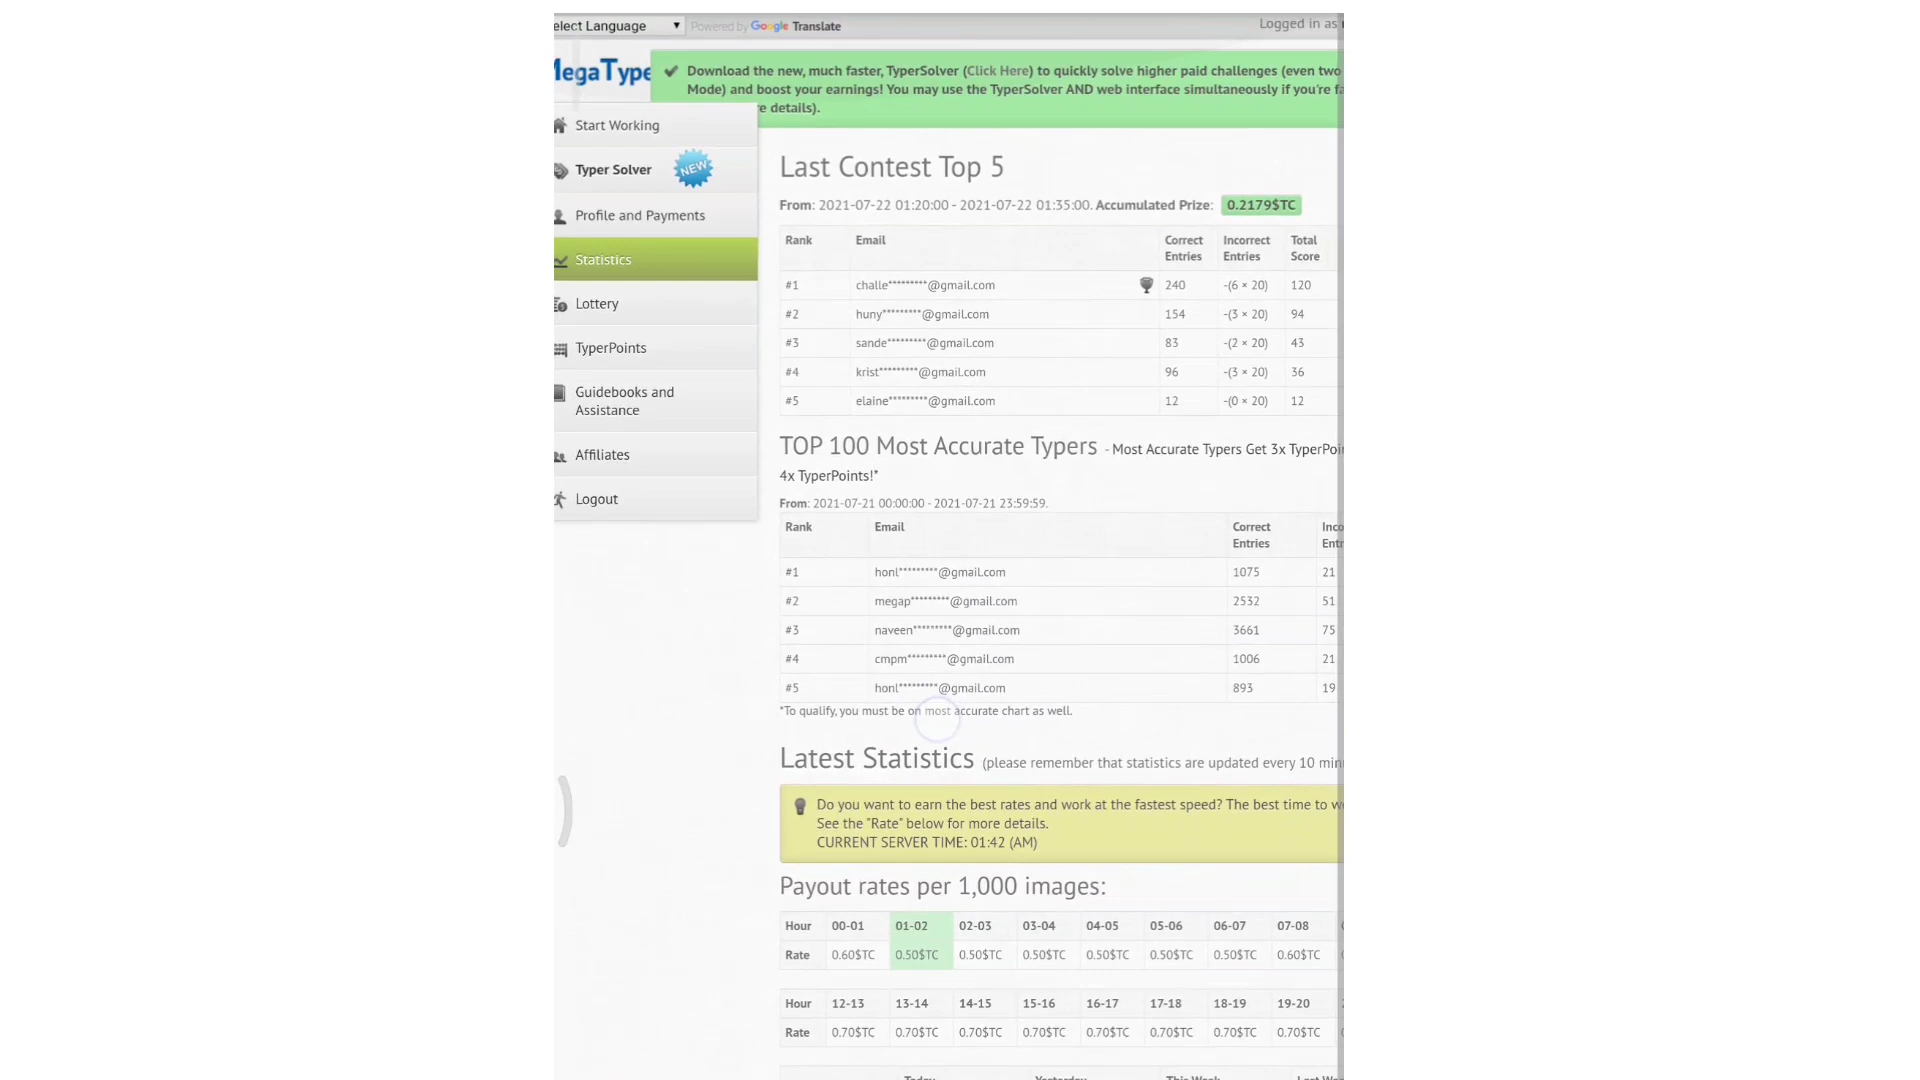 elect Language ▼ Powered by Google Translate Logged in as
MegaType
✔ Download the new, much faster, TyperSolver (Click Here) to quickly solve higher paid challenges (even two
Mode) and boost your earnings! You may use the TyperSolver AND web interface simultaneously if you're fa
re details).
Start Working
Typer Solver NEW
Profile and Payments
Statistics
Lottery
TyperPoints
Guidebooks and
Assistance
Affiliates
Logout
Last Contest Top 5
From: 2021-07-22 01:20:00 - 2021-07-22 01:35:00. Accumulated Prize: 0.2179$TC
Rank Email Correct Entries Incorrect Entries Total Score
#1 challe*********@gmail.com 240 -(6 × 20) 120
#2 huny*********@gmail.com 154 -(3 × 20) 94
#3 sande*********@gmail.com 83 -(2 × 20) 43
#4 krist*********@gmail.com 96 -(3 × 20) 36
#5 elaine*********@gmail.com 12 -(0 × 20) 12
TOP 100 Most Accurate Typers - Most Accurate Typers Get 3x TyperPoin
4x TyperPoints!*
From: 2021-07-21 00:00:00 - 2021-07-21 23:59:59.
Rank Email Correct Entries Inco Entr
#1 honl*********@gmail.com 1075 21
#2 megap*********@gmail.com 2532 51
#3 naveen*********@gmail.com 3661 75
#4 cmpm*********@gmail.com 1006 21
#5 honl*********@gmail.com 893 19
*To qualify, you must be on most accurate chart as well.
Latest Statistics (please remember that statistics are updated every 10 min
Do you want to earn the best rates and work at the fastest speed? The best time to w
See the "Rate" below for more details.
CURRENT SERVER TIME: 01:42 (AM)
Payout rates per 1,000 images:
Hour 00-01 01-02 02-03 03-04 04-05 05-06 06-07 07-08
Rate 0.60$TC 0.50$TC 0.50$TC 0.50$TC 0.50$TC 0.50$TC 0.50$TC 0.60$TC
Hour 12-13 13-14 14-15 15-16 16-17 17-18 18-19 19-20
Rate 0.70$TC 0.70$TC 0.70$TC 0.70$TC 0.70$TC 0.70$TC 0.70$TC 0.70$TC
Today Yesterday This Week Last We